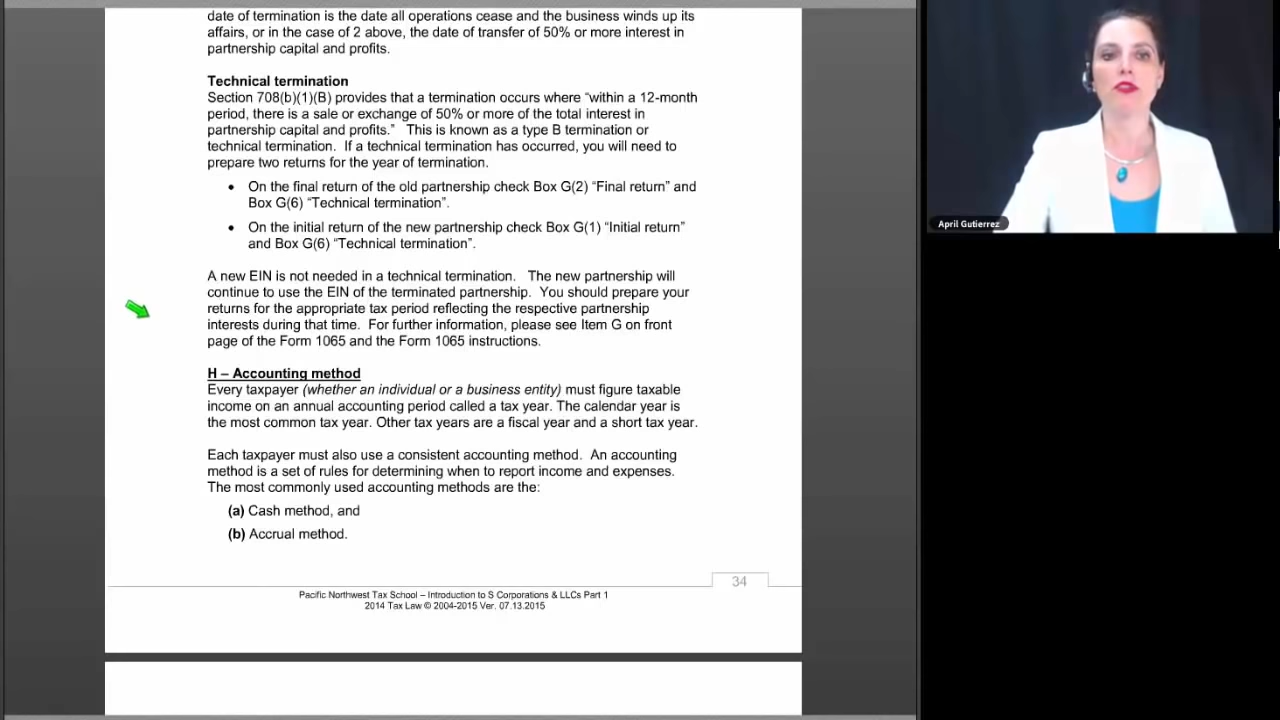 date of termination is the date all operations cease and the business winds up its
affairs, or in the case of 2 above, the date of transfer of 50% or more interest in
partnership capital and profits.
Technical termination
Section 708(b)(1)(B) provides that a termination occurs where “within a 12-month
period, there is a sale or exchange of 50% or more of the total interest in
partnership capital and profits.”   This is known as a type B termination or
technical termination.  If a technical termination has occurred, you will need to
prepare two returns for the year of termination.
• On the final return of the old partnership check Box G(2) “Final return” and
Box G(6) “Technical termination”.
• On the initial return of the new partnership check Box G(1) “Initial return”
and Box G(6) “Technical termination”.
A new EIN is not needed in a technical termination.   The new partnership will
continue to use the EIN of the terminated partnership.  You should prepare your
returns for the appropriate tax period reflecting the respective partnership
interests during that time.  For further information, please see Item G on front
page of the Form 1065 and the Form 1065 instructions.
H – Accounting method
Every taxpayer (whether an individual or a business entity) must figure taxable
income on an annual accounting period called a tax year. The calendar year is
the most common tax year. Other tax years are a fiscal year and a short tax year.
Each taxpayer must also use a consistent accounting method.  An accounting
method is a set of rules for determining when to report income and expenses.
The most commonly used accounting methods are the:
(a) Cash method, and
(b) Accrual method.
34
Pacific Northwest Tax School – Introduction to S Corporations & LLCs Part 1
2014 Tax Law © 2004-2015 Ver. 07.13.2015
April Gutierrez